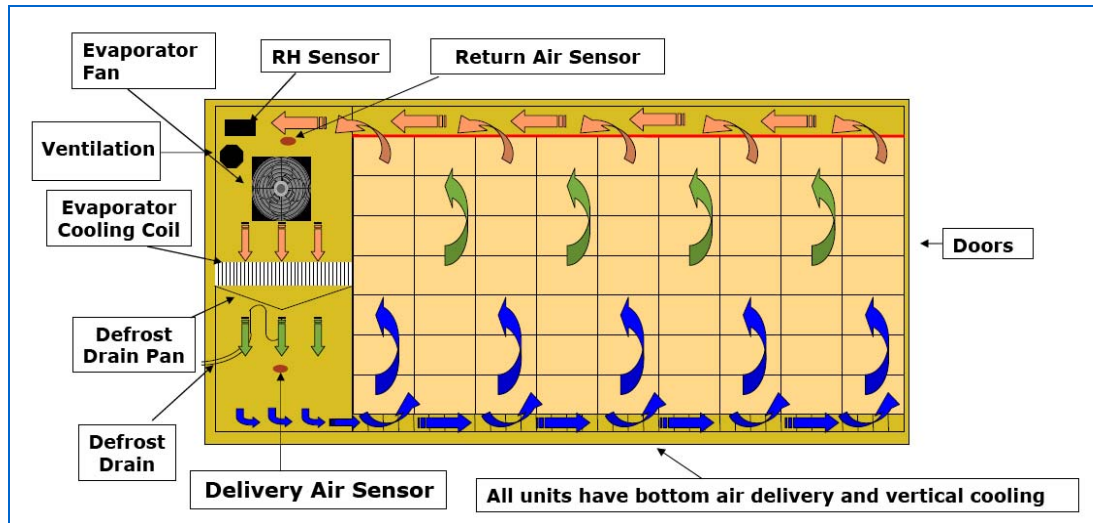 Evaporator
Fan
RH Sensor
Return Air Sensor
Ventilation
Evaporator
Cooling Coil
Doors
Defrost
Drain Pan
Defrost
Drain
Delivery Air Sensor
All units have bottom air delivery and vertical cooling